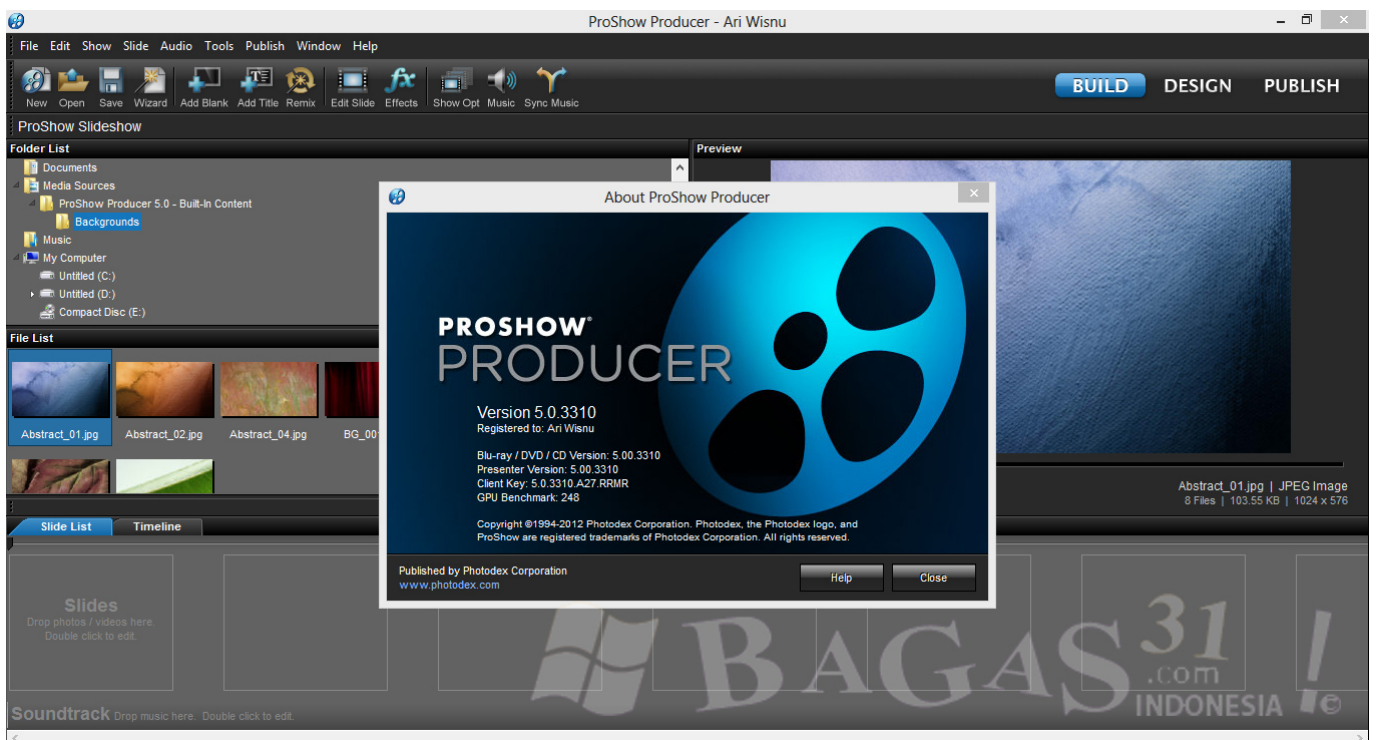 ProShow Producer - Ari Wisnu
File Edit Show Slide Audio Tools Publish Window Help
New Open Save Wizard Add Blank Add Title Remix Edit Slide Effects Show Opt Music Sync Music
BUILD DESIGN PUBLISH
ProShow Slideshow
Folder List
Documents
Media Sources
ProShow Producer 5.0 - Built-In Content
Backgrounds
Music
My Computer
Untitled (C:)
Untitled (D:)
Compact Disc (E:)
File List
Abstract_01.jpg Abstract_02.jpg Abstract_04.jpg BG_00
Preview
Abstract_01.jpg | JPEG Image
8 Files | 103.55 KB | 1024 x 576
About ProShow Producer
PROSHOW®
PRODUCER
Version 5.0.3310
Registered to: Ari Wisnu
Blu-ray / DVD / CD Version: 5.00.3310
Presenter Version: 5.00.3310
Client Key: 5.0.3310.A27.RRMR
GPU Benchmark: 248
Copyright ©1994-2012 Photodex Corporation. Photodex, the Photodex logo, and
ProShow are registered trademarks of Photodex Corporation. All rights reserved.
Published by Photodex Corporation
www.photodex.com
Help Close
Slide List Timeline
Slides
Drop photos / videos here.
Double click to edit.
Soundtrack Drop music here. Double click to edit.
BAGAS31
.com
INDONESIA ! ©